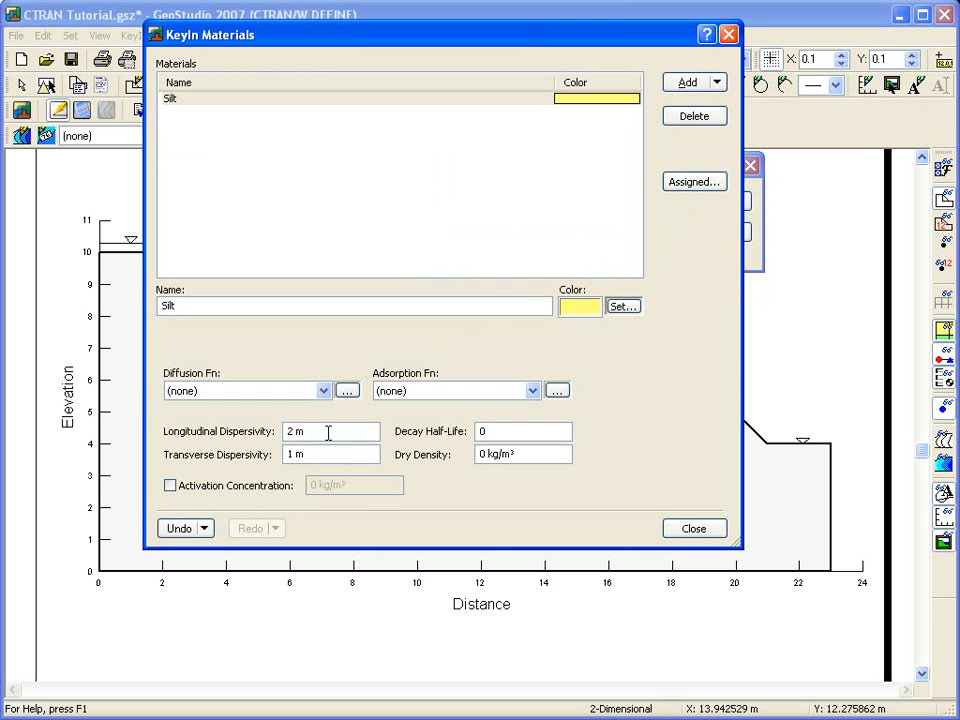 CTRAN Tutorial.gsz* - GeoStudio 2007 (CTRAN/W DEFINE)
File Edit Set View KeyI
KeyIn Materials
X: 0.1 Y: 0.1
(none)
Materials
Name Color
Silt
Add
Delete
Assigned...
Name: Color:
Silt Set...
Diffusion Fn: Adsorption Fn:
(none) ... (none) ...
Longitudinal Dispersivity: 2 m Decay Half-Life: 0
Transverse Dispersivity: 1 m Dry Density: 0 kg/m³
Activation Concentration: 0 kg/m³
Undo Redo Close
11
10
9
8
7
6
5
4
3
2
1
0
Elevation
0 2 4 6 8 10 12 14 16 18 20 22 24
Distance
For Help, press F1 2-Dimensional X: 13.942529 m Y: 12.275862 m